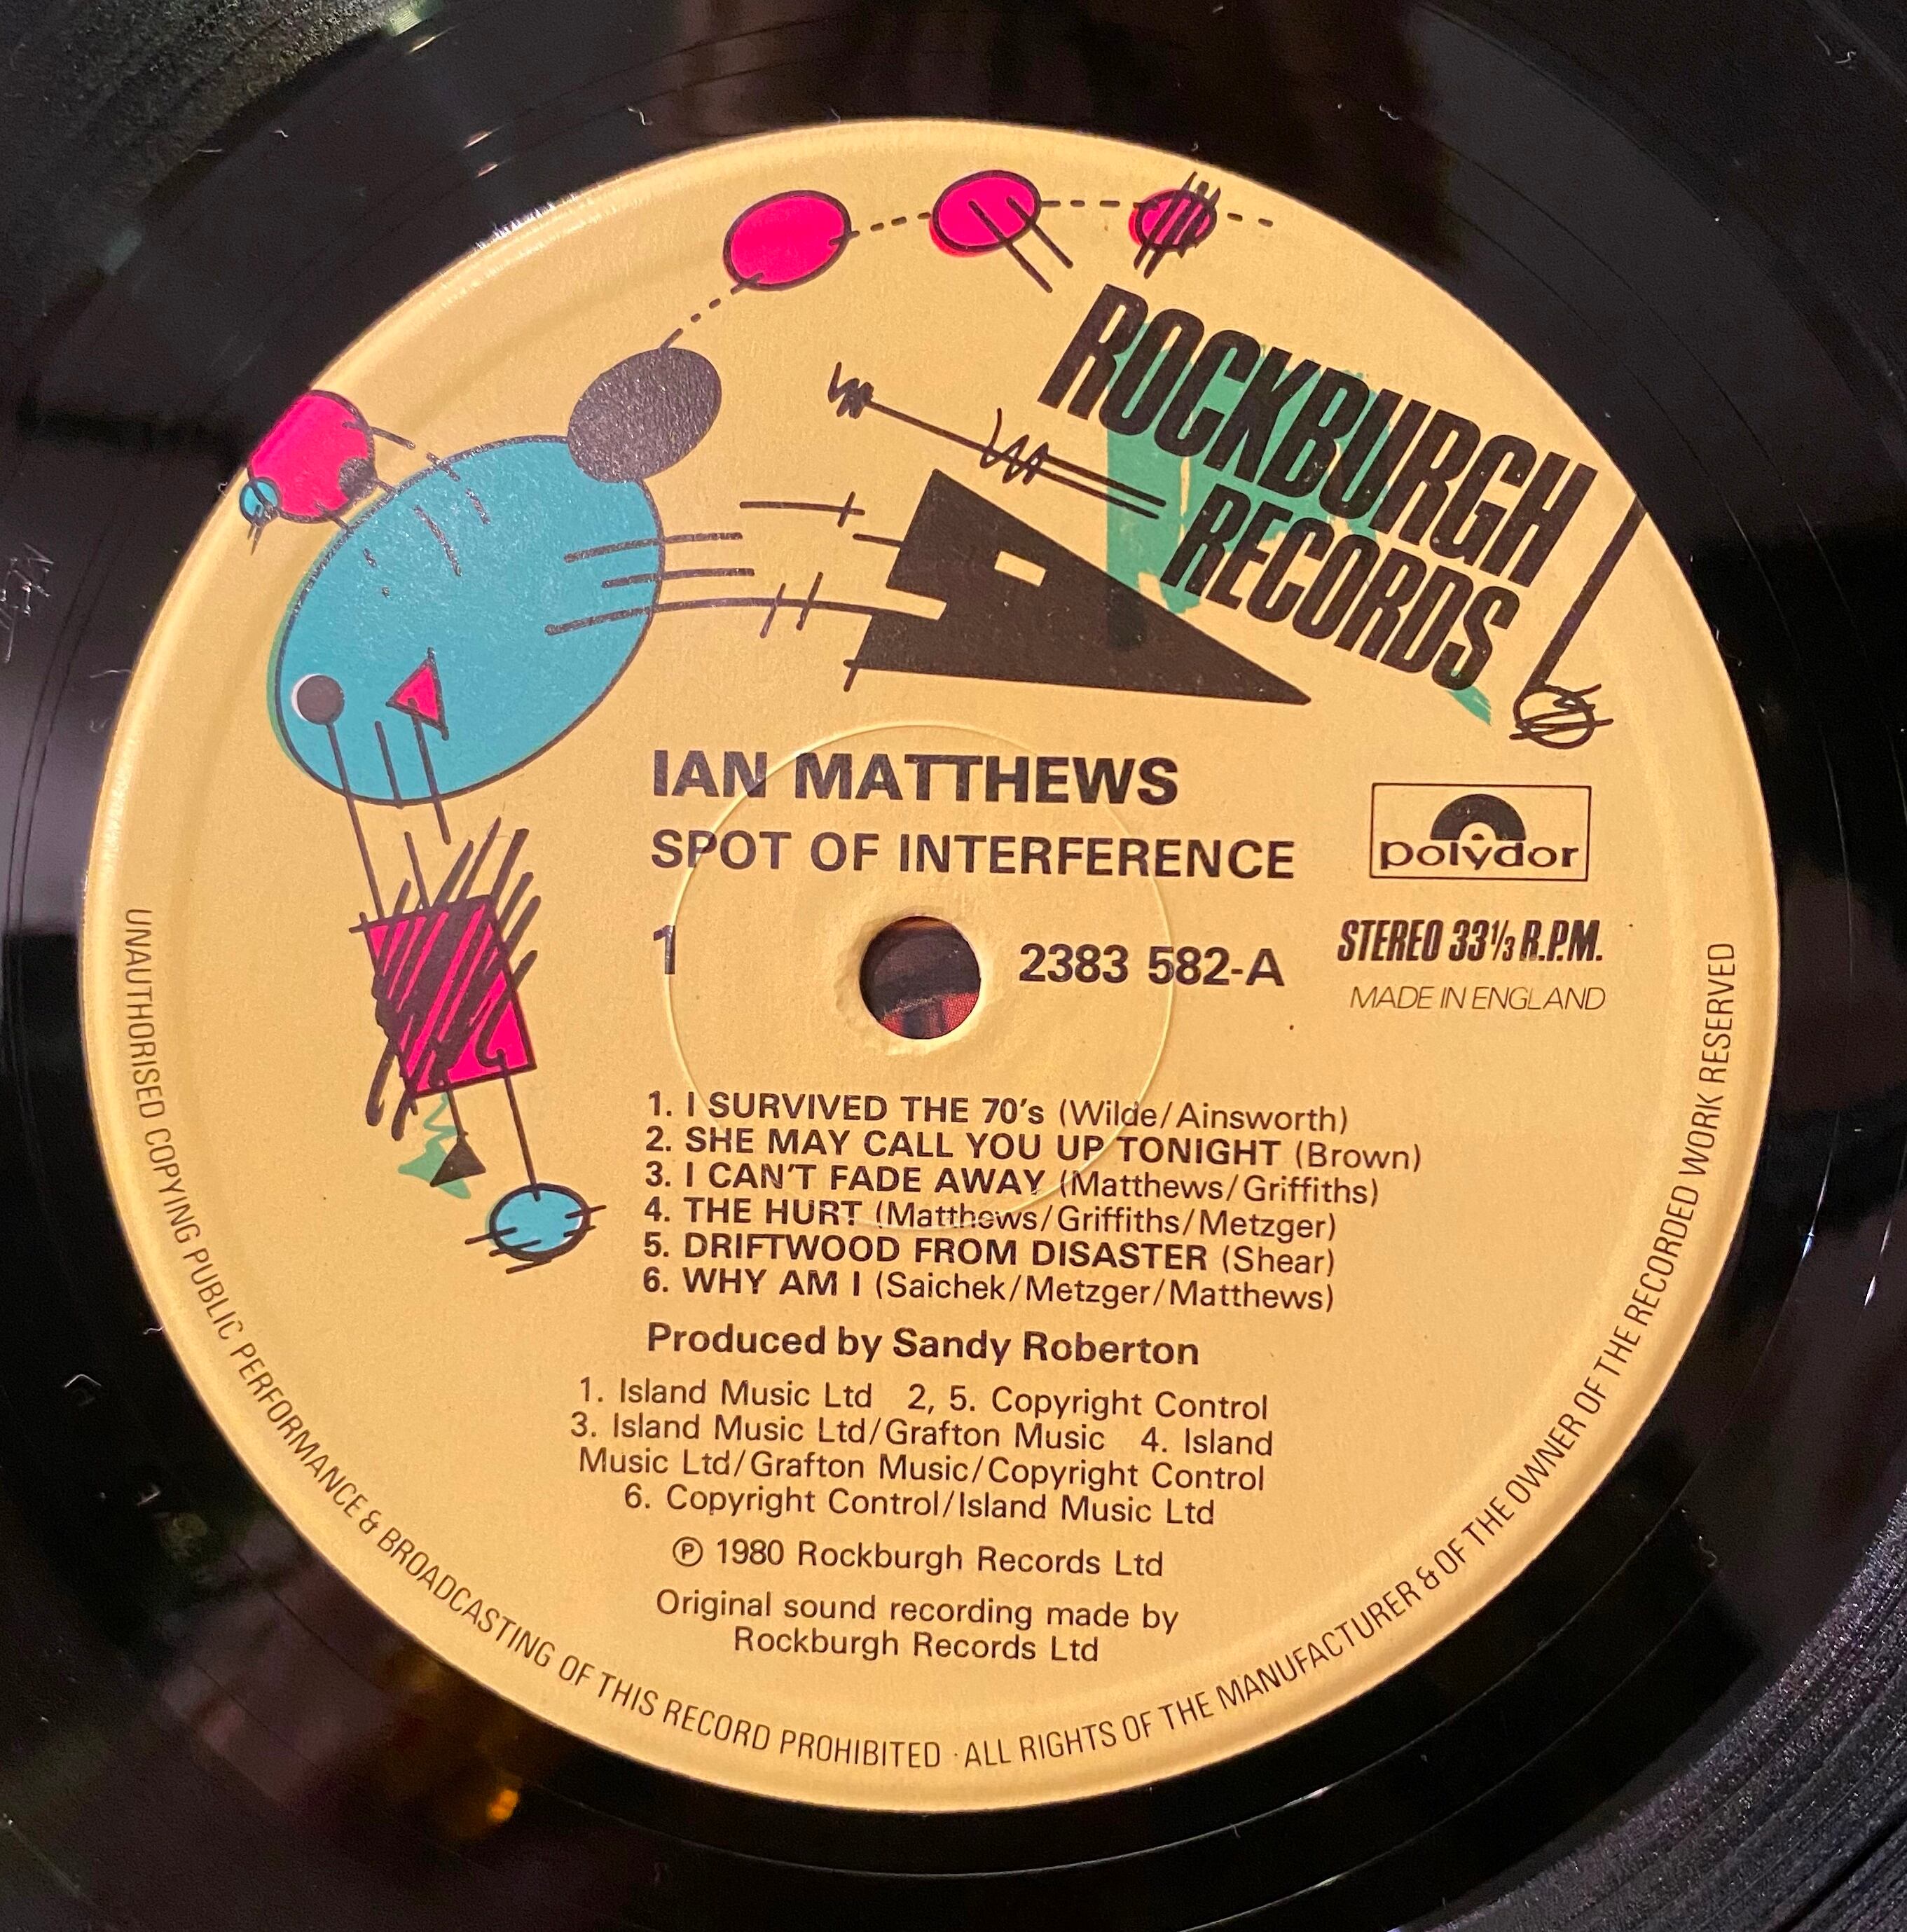 ROCKBURGH
RECORDS
IAN MATTHEWS
SPOT OF INTERFERENCE
polydor
1
2383 582-A
STEREO 33⅓ R.P.M.
MADE IN ENGLAND
1. I SURVIVED THE 70's (Wilde/Ainsworth)
2. SHE MAY CALL YOU UP TONIGHT (Brown)
3. I CAN'T FADE AWAY (Matthews/Griffiths)
4. THE HURT (Matthews/Griffiths/Metzger)
5. DRIFTWOOD FROM DISASTER (Shear)
6. WHY AM I (Saichek/Metzger/Matthews)
Produced by Sandy Roberton
1. Island Music Ltd 2, 5. Copyright Control
3. Island Music Ltd/Grafton Music 4. Island
Music Ltd/Grafton Music/Copyright Control
6. Copyright Control/Island Music Ltd
℗ 1980 Rockburgh Records Ltd
Original sound recording made by
Rockburgh Records Ltd
UNAUTHORISED COPYING PUBLIC PERFORMANCE & BROADCASTING OF THIS RECORD PROHIBITED · ALL RIGHTS OF THE MANUFACTURER & OF THE OWNER OF THE RECORDED WORK RESERVED